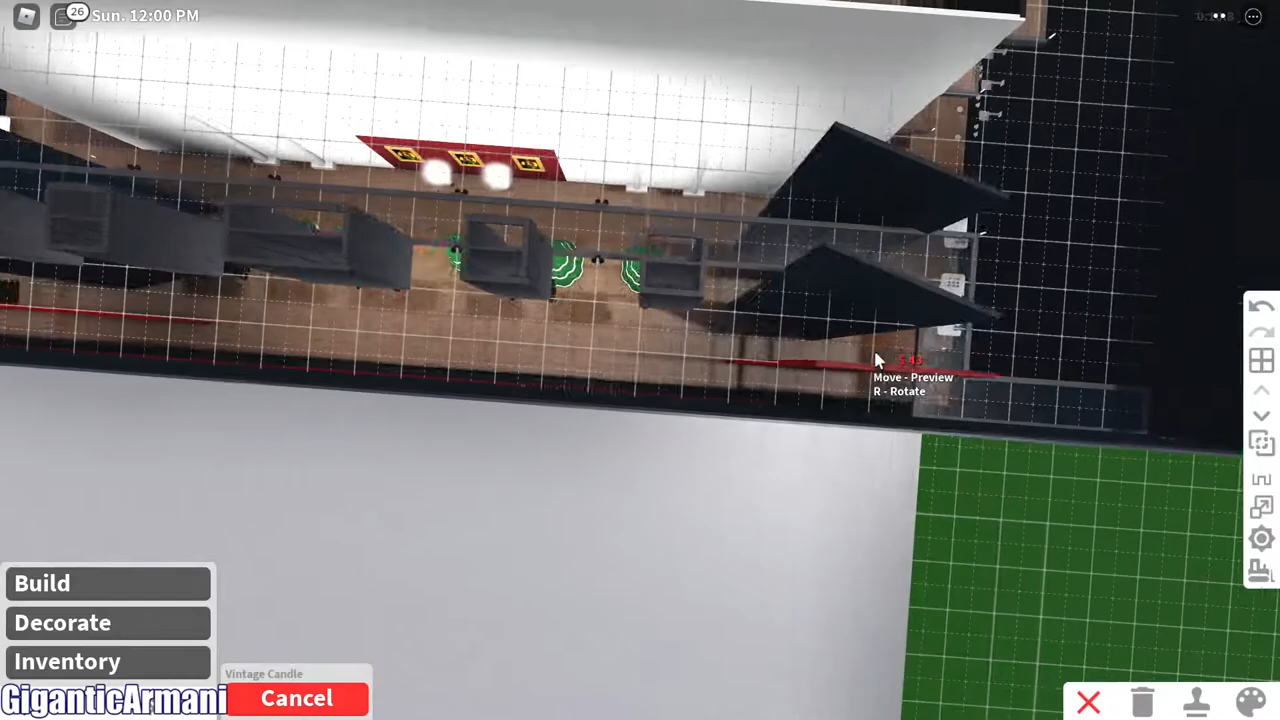 26
Sun. 12:00 PM
Move - Preview
R - Rotate
Build
Decorate
Inventory
Vintage Candle
Cancel
GiganticArmani